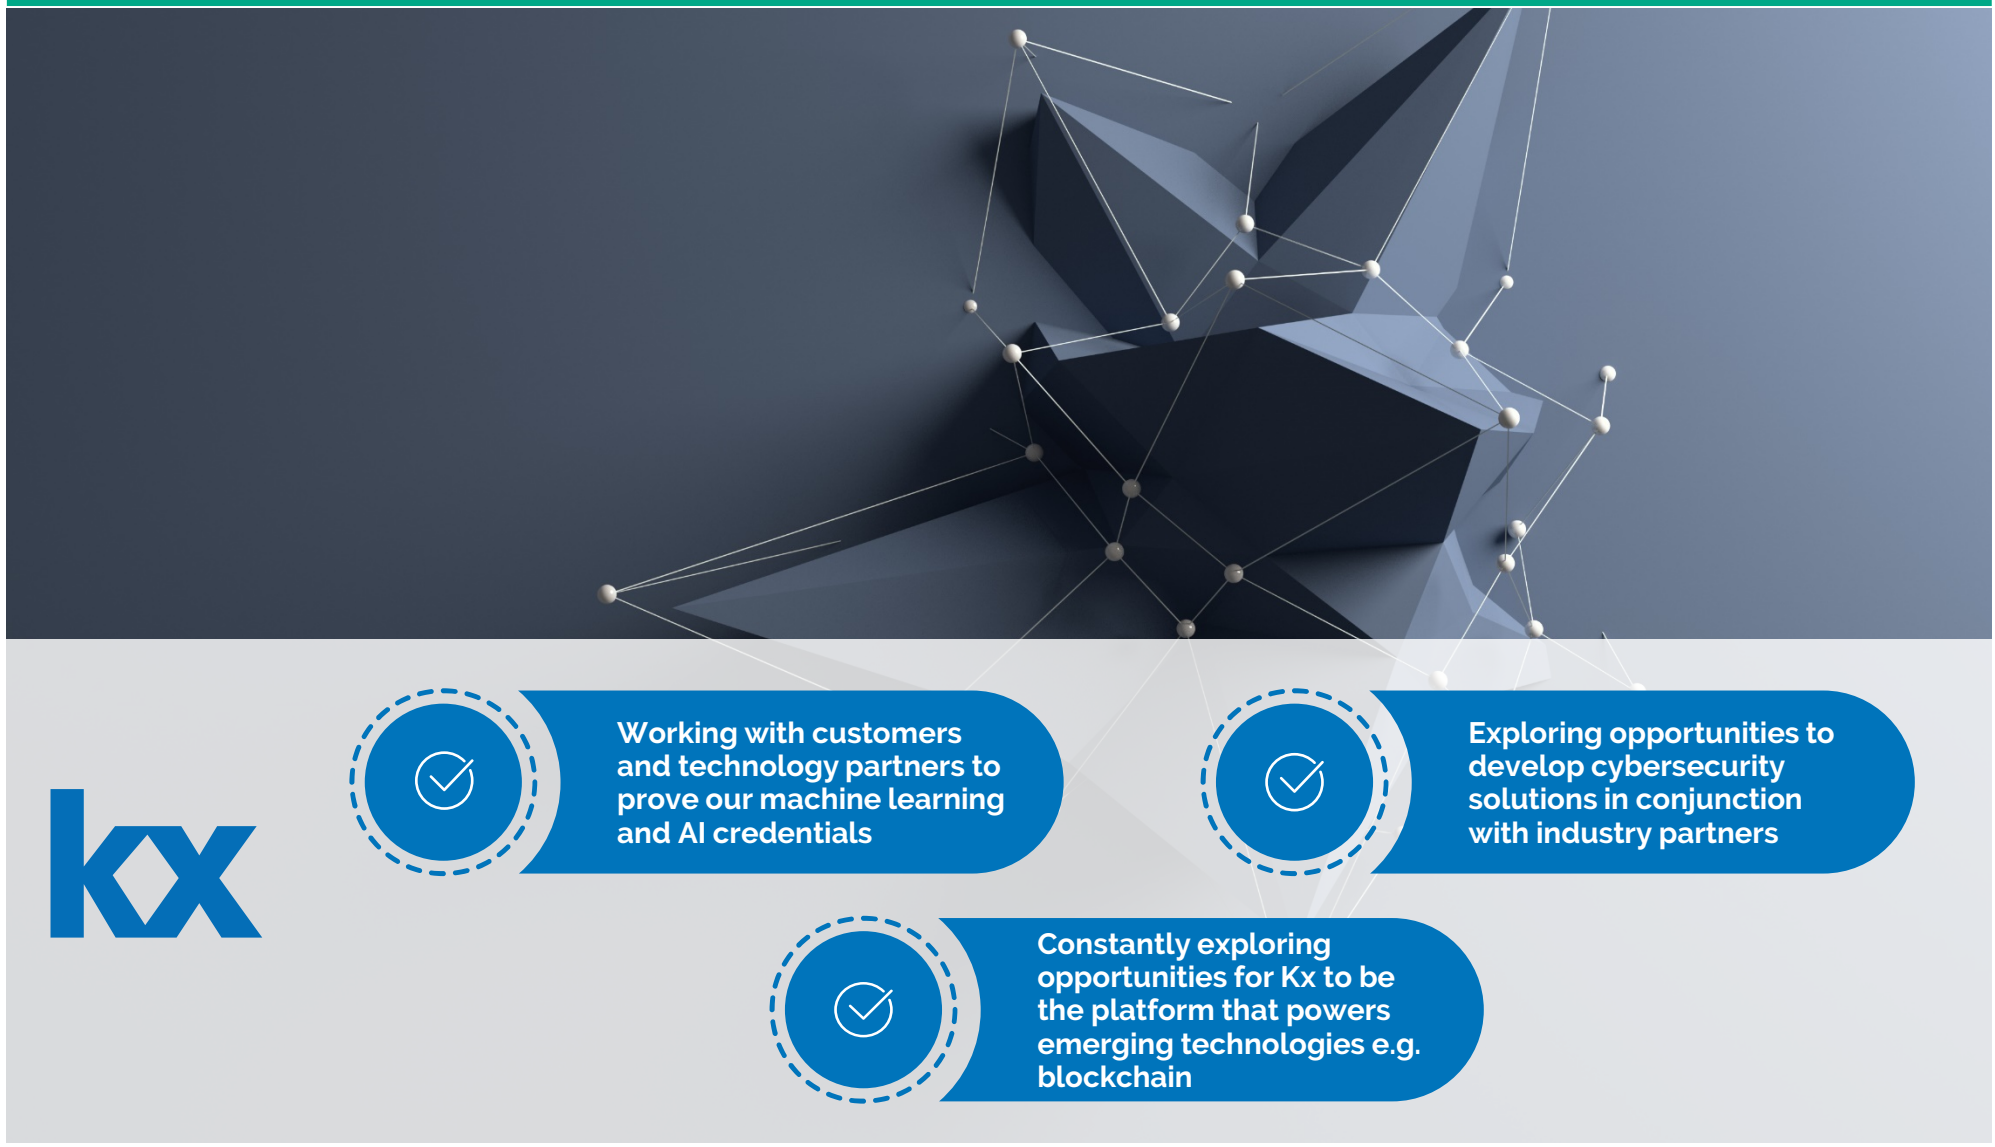 Working with customers
and technology partners to
prove our machine learning
and AI credentials
Exploring opportunities to
develop cybersecurity
solutions in conjunction
with industry partners
kx
Constantly exploring
opportunities for Kx to be
the platform that powers
emerging technologies e.g.
blockchain